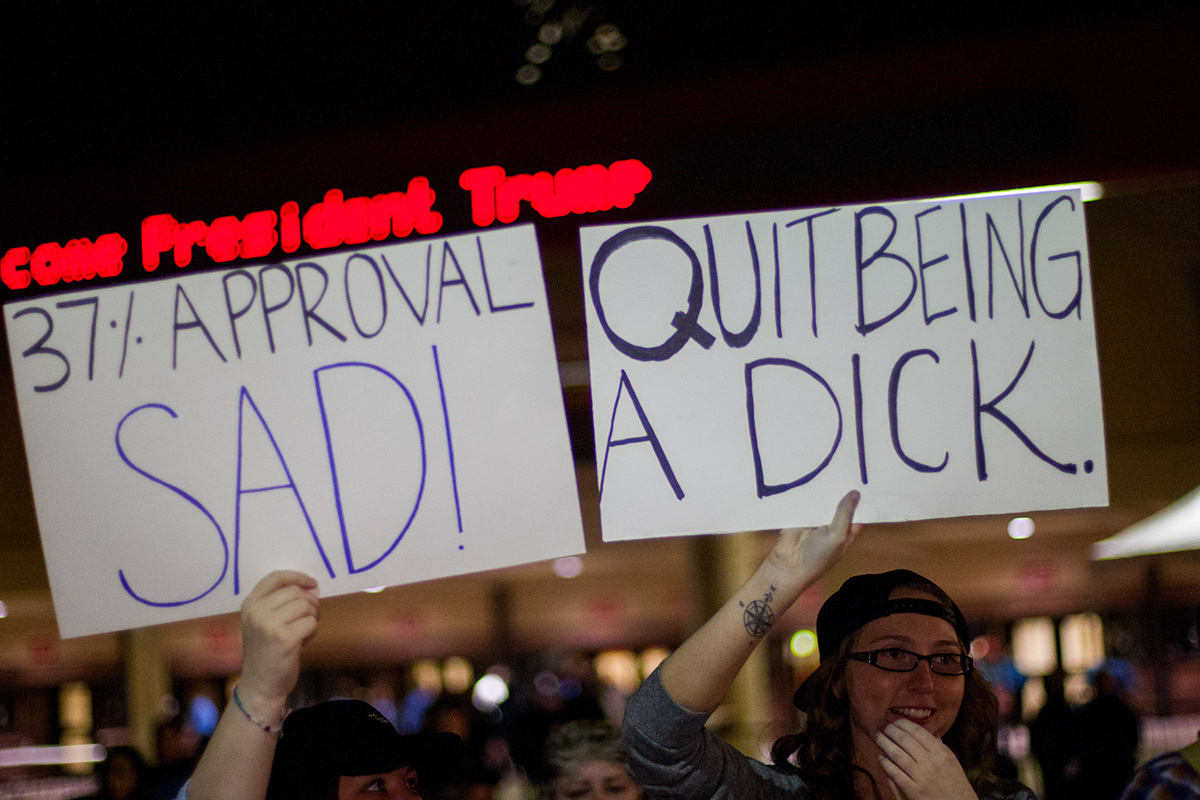 come President Trump
37% APPROVAL
SAD!
QUIT BEING
A DICK.